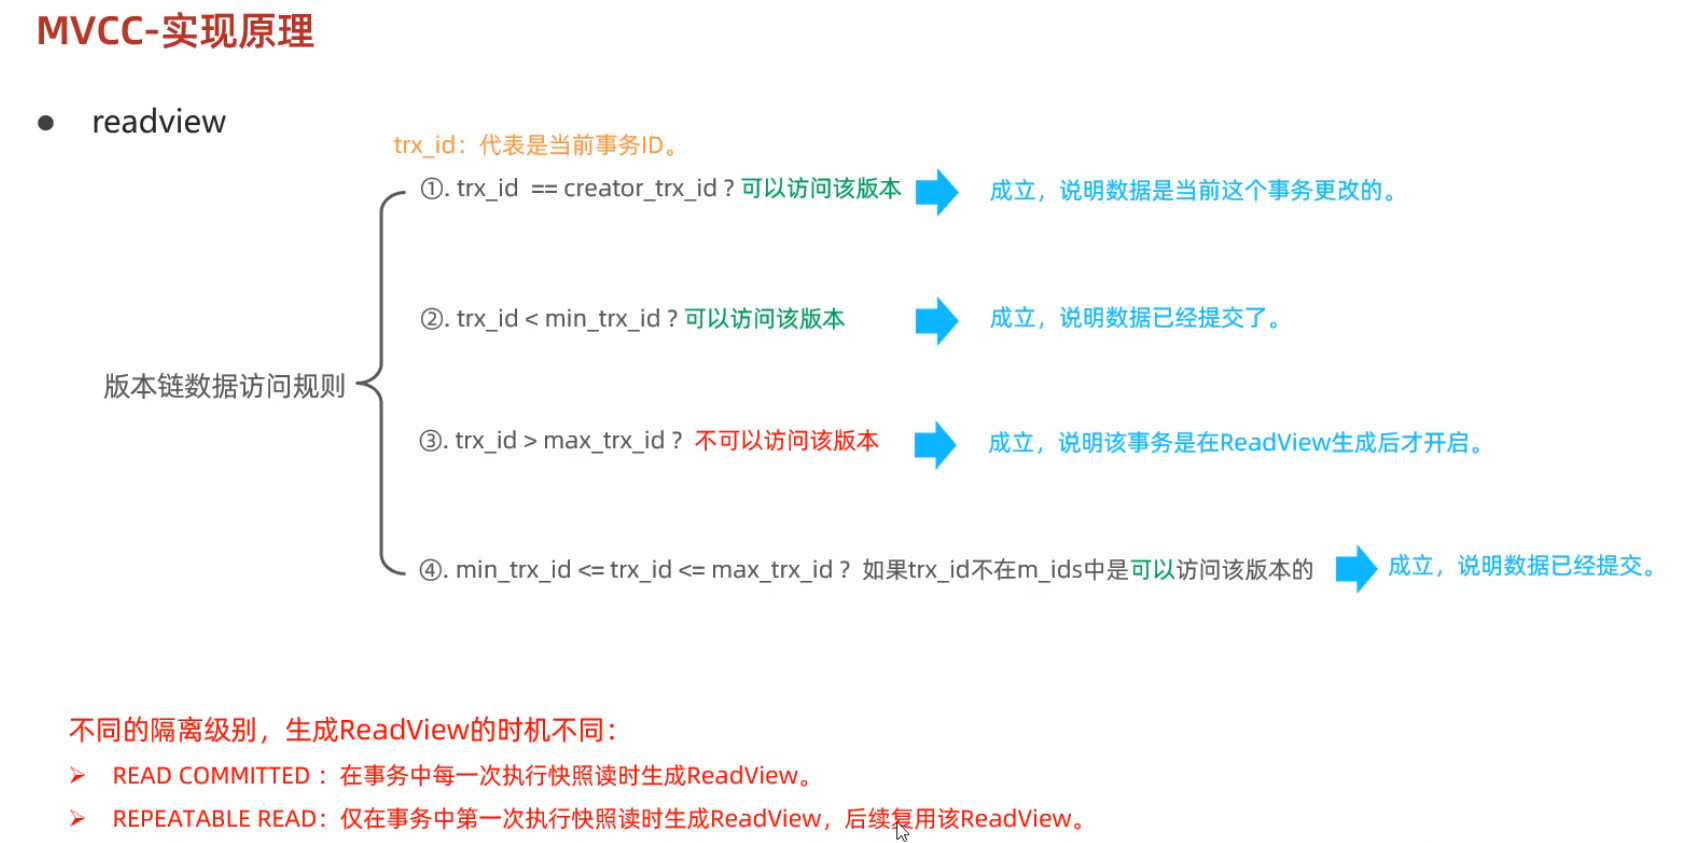 MVCC-实现原理
● readview
trx_id：代表是当前事务ID。
①. trx_id == creator_trx_id ? 可以访问该版本 成立，说明数据是当前这个事务更改的。
②. trx_id < min_trx_id ? 可以访问该版本 成立，说明数据已经提交了。
版本链数据访问规则
③. trx_id > max_trx_id ? 不可以访问该版本 成立，说明该事务是在ReadView生成后才开启。
④. min_trx_id <= trx_id <= max_trx_id ? 如果trx_id不在m_ids中是可以访问该版本的 成立，说明数据已经提交。
不同的隔离级别，生成ReadView的时机不同：
➢ READ COMMITTED ：在事务中每一次执行快照读时生成ReadView。
➢ REPEATABLE READ：仅在事务中第一次执行快照读时生成ReadView，后续复用该ReadView。